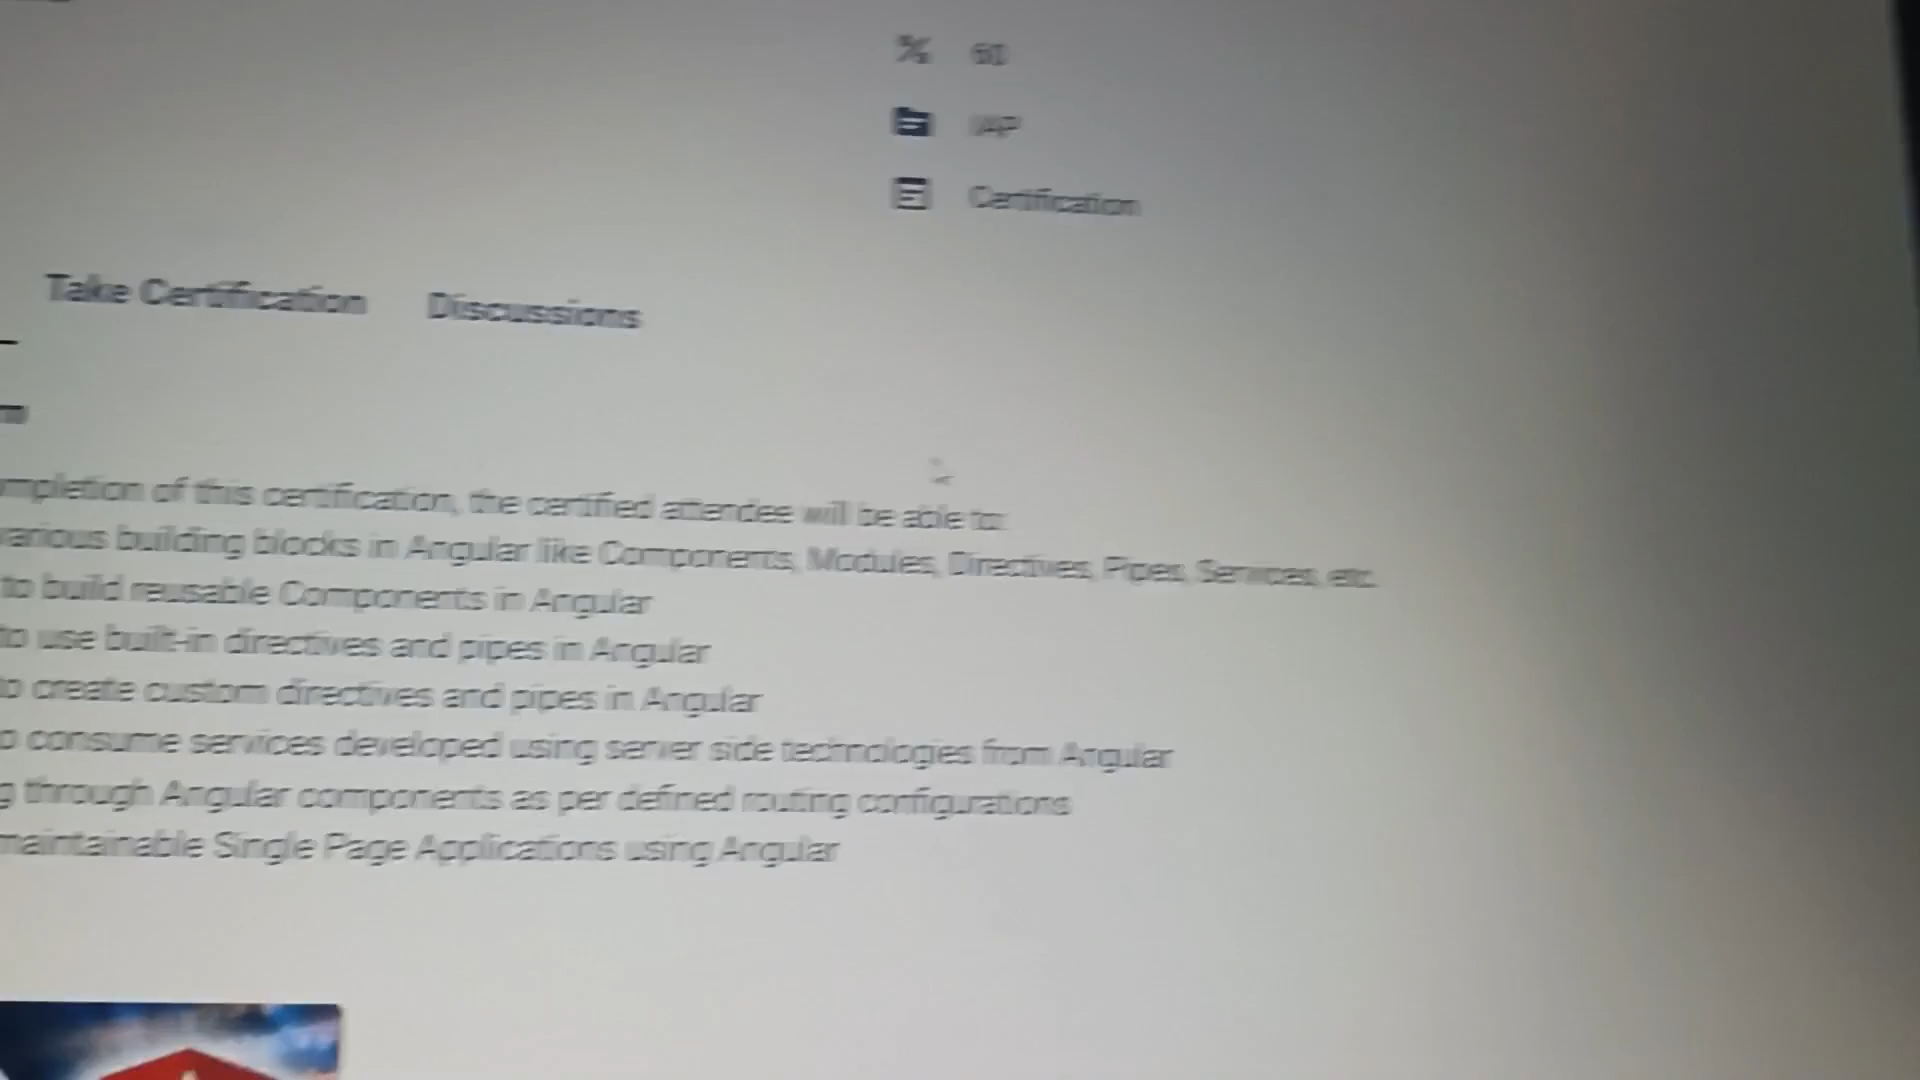 % 60
IAP
Certification
Take Certification Discussions
mpletion of this certification, the certified attendee will be able to:
various building blocks in Angular like Components, Modules, Directives, Pipes, Services, etc.
to build reusable Components in Angular
to use built-in directives and pipes in Angular
to create custom directives and pipes in Angular
o consume services developed using server side technologies from Angular
g through Angular components as per defined routing configurations
maintainable Single Page Applications using Angular